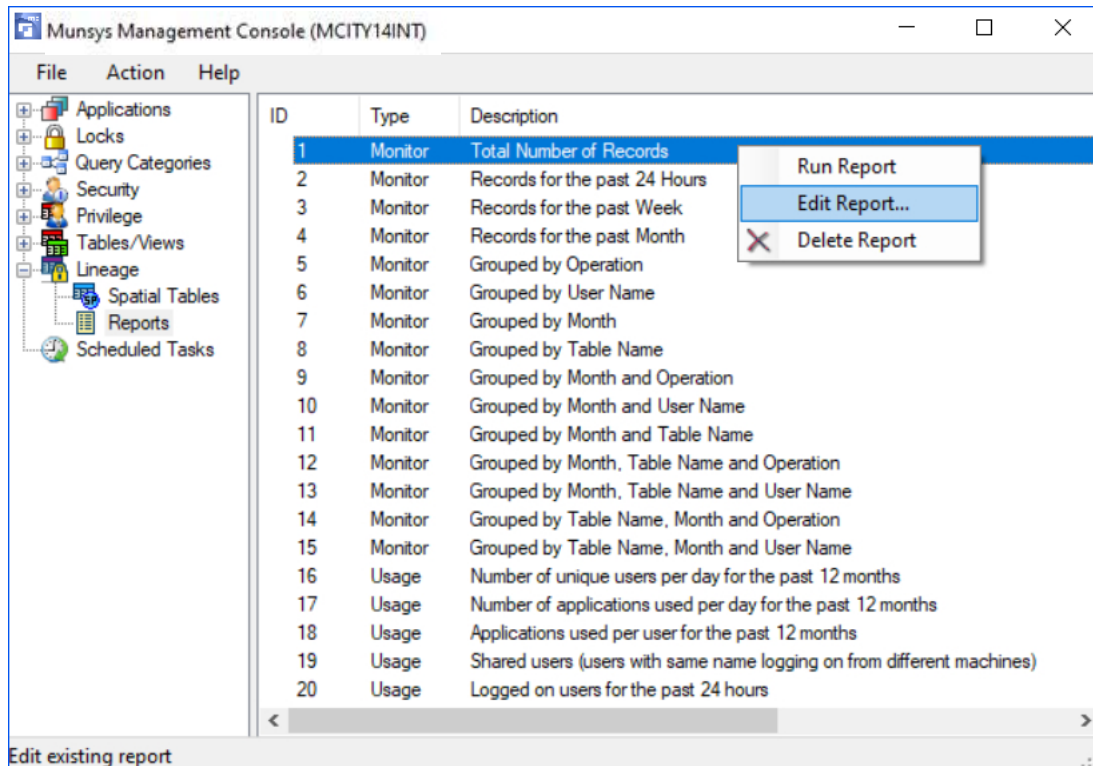 Munsys Management Console (MCITY14INT)
File Action Help
Applications
Locks
Query Categories
Security
Privilege
Tables/Views
Lineage
Spatial Tables
Reports
Scheduled Tasks
ID Type Description
1 Monitor Total Number of Records
2 Monitor Records for the past 24 Hours
3 Monitor Records for the past Week
4 Monitor Records for the past Month
5 Monitor Grouped by Operation
6 Monitor Grouped by User Name
7 Monitor Grouped by Month
8 Monitor Grouped by Table Name
9 Monitor Grouped by Month and Operation
10 Monitor Grouped by Month and User Name
11 Monitor Grouped by Month and Table Name
12 Monitor Grouped by Month, Table Name and Operation
13 Monitor Grouped by Month, Table Name and User Name
14 Monitor Grouped by Table Name, Month and Operation
15 Monitor Grouped by Table Name, Month and User Name
16 Usage Number of unique users per day for the past 12 months
17 Usage Number of applications used per day for the past 12 months
18 Usage Applications used per user for the past 12 months
19 Usage Shared users (users with same name logging on from different machines)
20 Usage Logged on users for the past 24 hours
Run Report
Edit Report...
Delete Report
Edit existing report